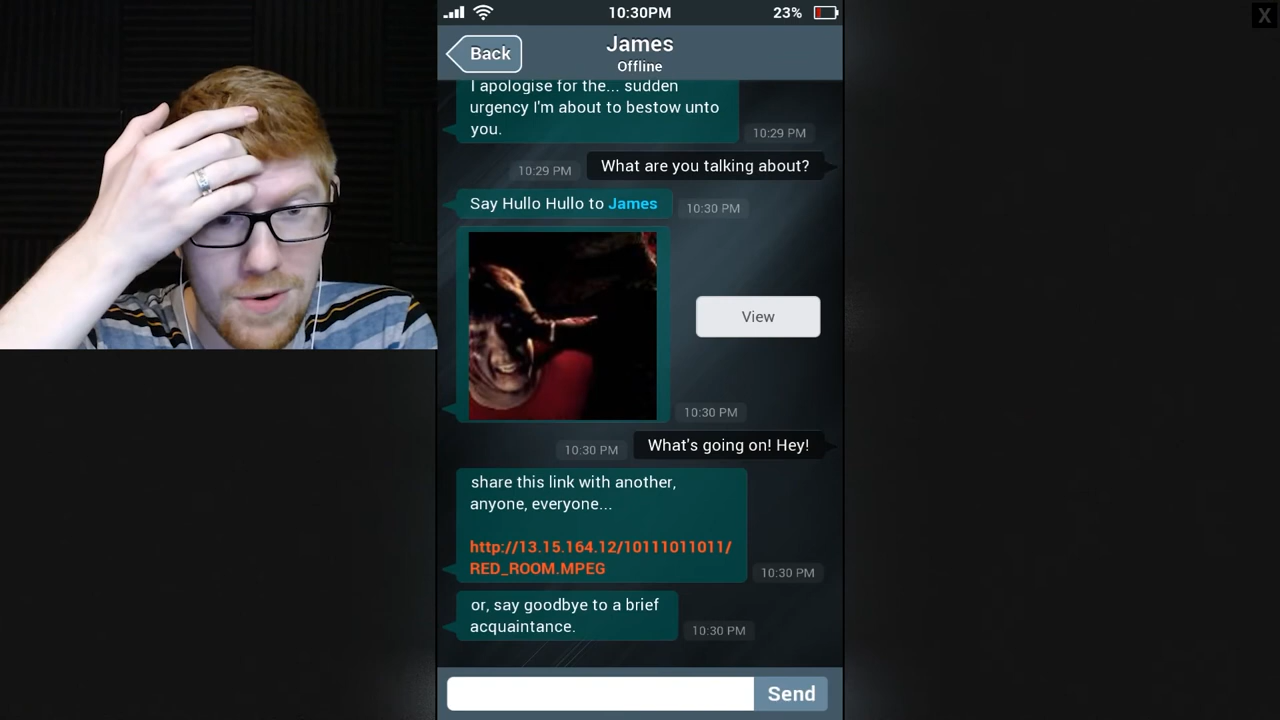 10:30PM
23%
X
Back
James
Offline
I apologise for the... sudden
urgency I'm about to bestow unto
you.
10:29 PM
10:29 PM
What are you talking about?
Say Hullo Hullo to James
10:30 PM
View
10:30 PM
10:30 PM
What's going on! Hey!
share this link with another,
anyone, everyone...
http://13.15.164.12/10111011011/
RED_ROOM.MPEG
10:30 PM
or, say goodbye to a brief
acquaintance.
10:30 PM
Send